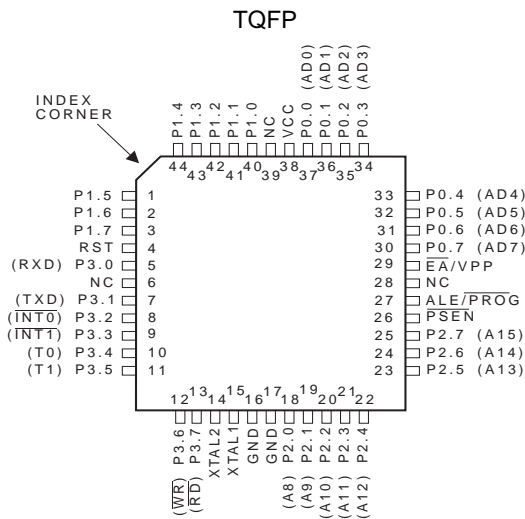 TQFP
INDEX
CORNER
P1.4
P1.3
P1.2
P1.1
P1.0
NC
VCC
P0.0 (AD0)
P0.1 (AD1)
P0.2 (AD2)
P0.3 (AD3)
44
43
42
41
40
39
38
37
36
35
34
P1.5 1
P1.6 2
P1.7 3
RST 4
(RXD) P3.0 5
NC 6
(TXD) P3.1 7
(INT0) P3.2 8
(INT1) P3.3 9
(T0) P3.4 10
(T1) P3.5 11
33 P0.4 (AD4)
32 P0.5 (AD5)
31 P0.6 (AD6)
30 P0.7 (AD7)
29 EA/VPP
28 NC
27 ALE/PROG
26 PSEN
25 P2.7 (A15)
24 P2.6 (A14)
23 P2.5 (A13)
12
13
14
15
16
17
18
19
20
21
22
(WR) P3.6
(RD) P3.7
XTAL2
XTAL1
GND
GND
(A8) P2.0
(A9) P2.1
(A10) P2.2
(A11) P2.3
(A12) P2.4